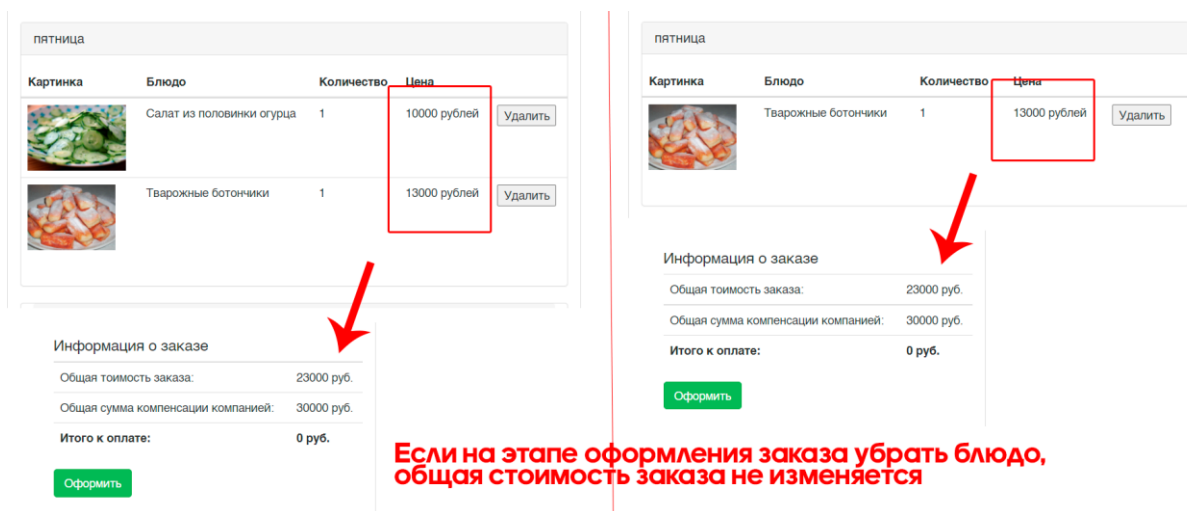 пятница
Картинка Блюдо Количество Цена
Салат из половинки огурца 1 10000 рублей Удалить
Тварожные ботончики 1 13000 рублей Удалить
Информация о заказе
Общая тоимость заказа: 23000 руб.
Общая сумма компенсации компанией: 30000 руб.
Итого к оплате: 0 руб.
Оформить
пятница
Картинка Блюдо Количество Цена
Тварожные ботончики 1 13000 рублей Удалить
Информация о заказе
Общая тоимость заказа: 23000 руб.
Общая сумма компенсации компанией: 30000 руб.
Итого к оплате: 0 руб.
Оформить
Если на этапе оформления заказа убрать блюдо,
общая стоимость заказа не изменяется